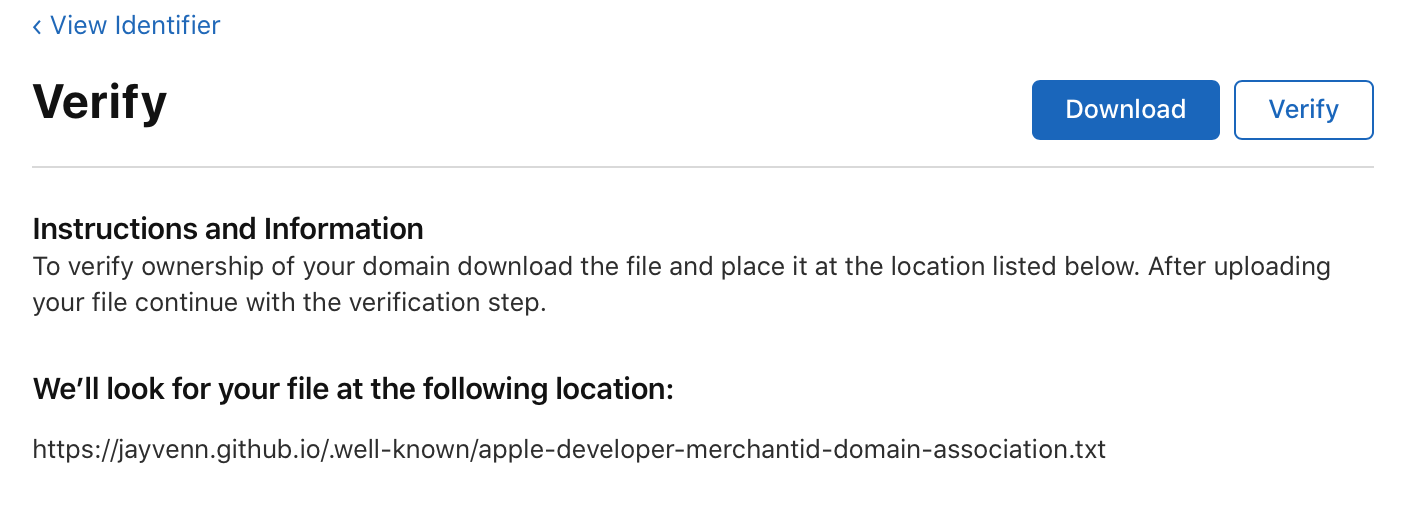 ‹ View Identifier
Verify
Download
Verify
Instructions and Information
To verify ownership of your domain download the file and place it at the location listed below. After uploading
your file continue with the verification step.
We’ll look for your file at the following location:
https://jayvenn.github.io/.well-known/apple-developer-merchantid-domain-association.txt